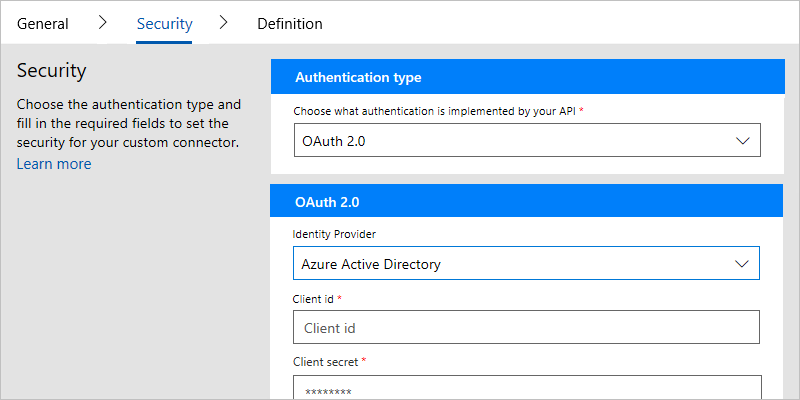 General > Security > Definition
Security
Choose the authentication type and
fill in the required fields to set the
security for your custom connector.
Learn more
Authentication type
Choose what authentication is implemented by your API *
OAuth 2.0
OAuth 2.0
Identity Provider
Azure Active Directory
Client id *
Client id
Client secret *
********